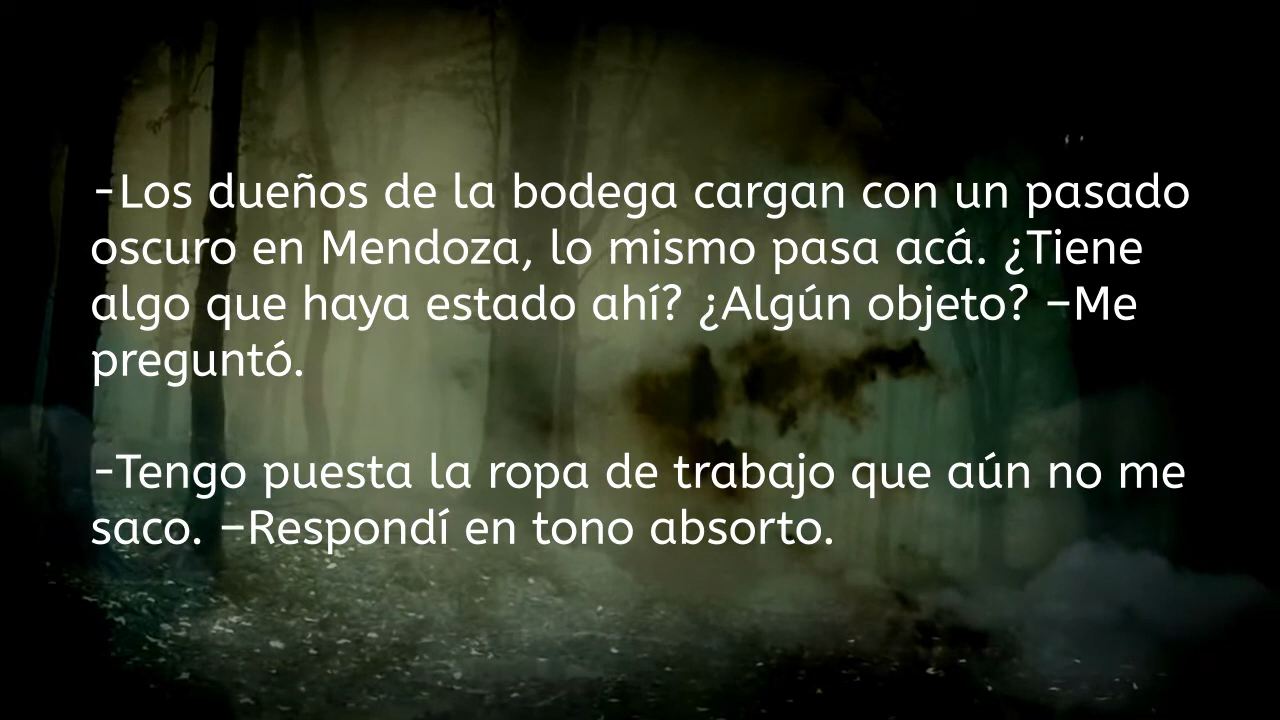 -Los dueños de la bodega cargan con un pasado
oscuro en Mendoza, lo mismo pasa acá. ¿Tiene
algo que haya estado ahí? ¿Algún objeto? –Me
preguntó.
-Tengo puesta la ropa de trabajo que aún no me
saco. –Respondí en tono absorto.